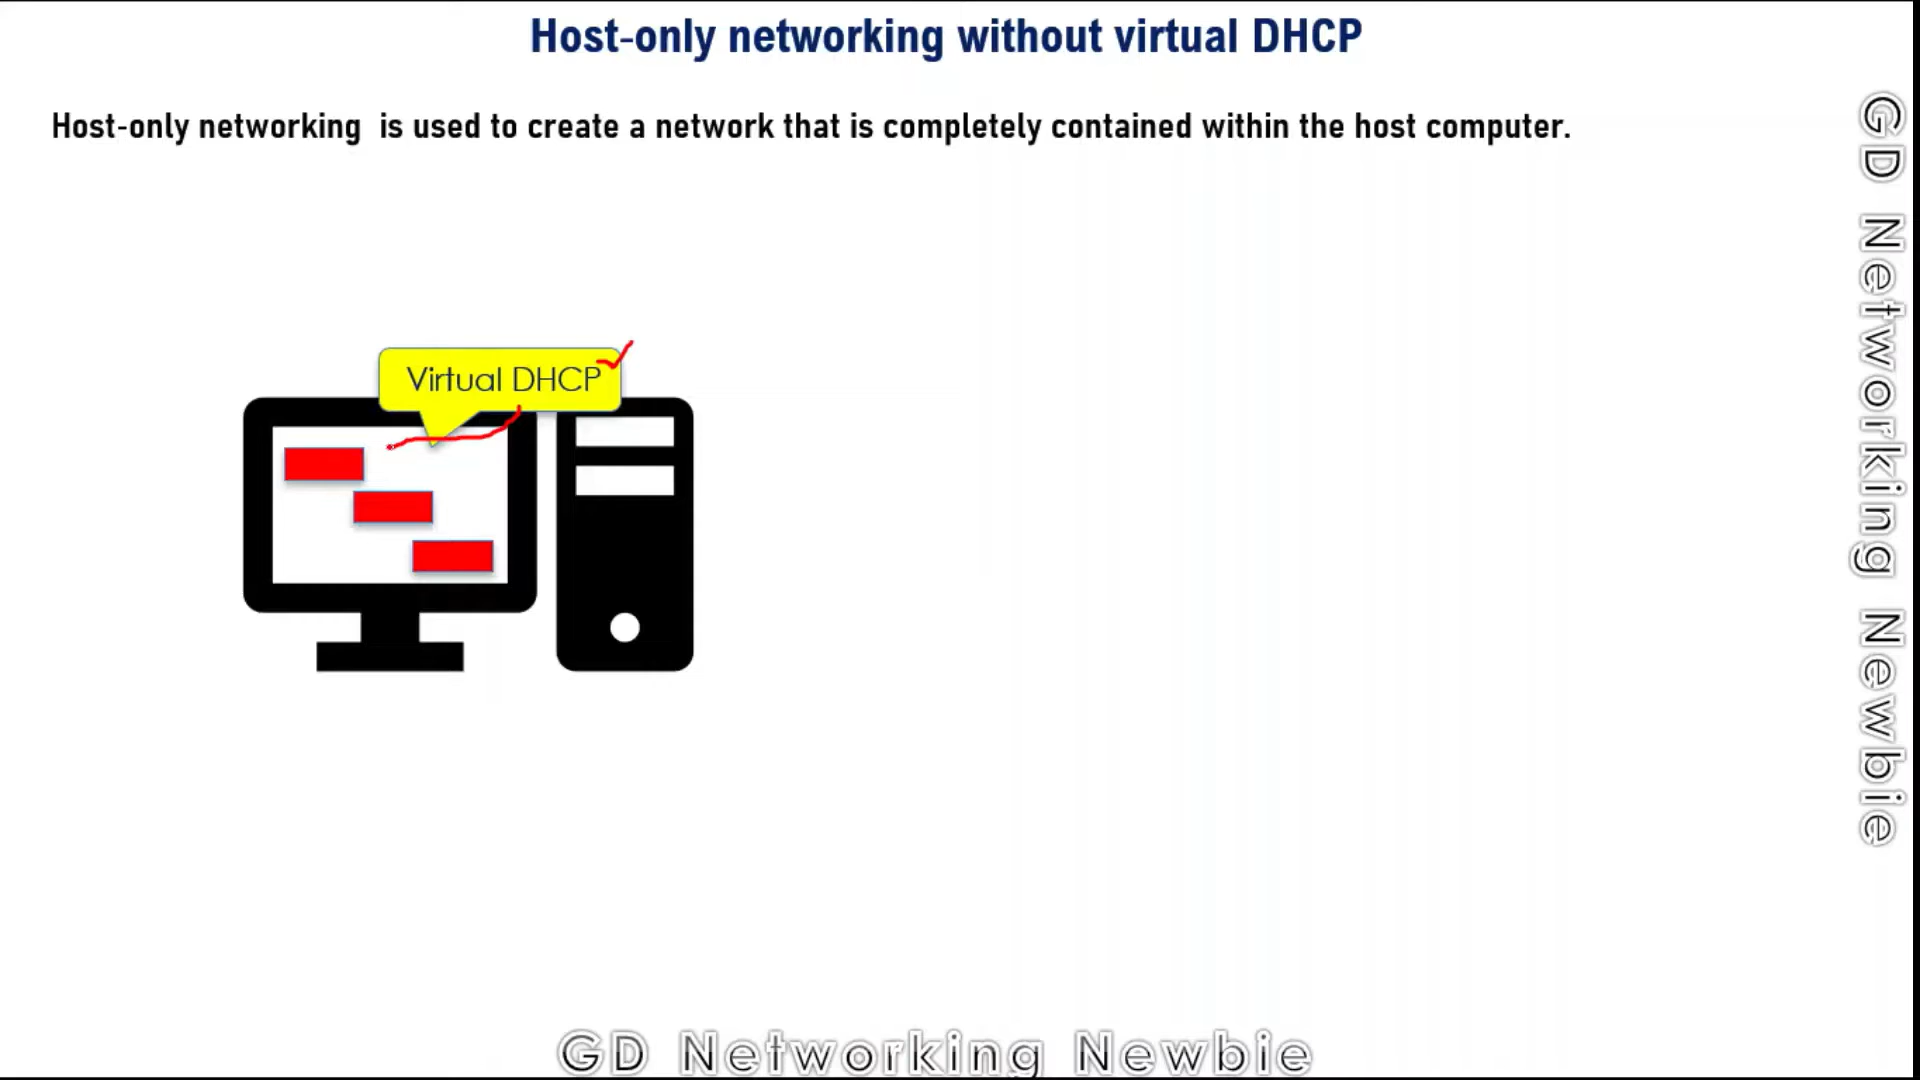 Host-only networking without virtual DHCP
Host-only networking is used to create a network that is completely contained within the host computer.
Virtual DHCP
GD Networking Newbie
GD Networking Newbie